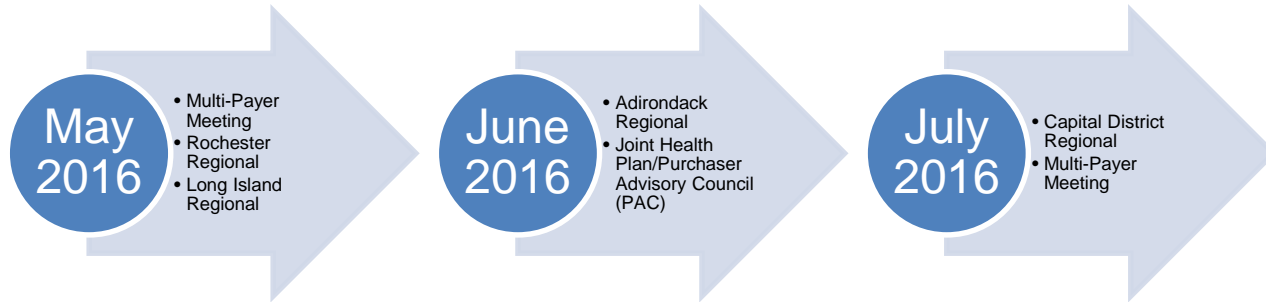 May
2016
• Multi-Payer
Meeting
• Rochester
Regional
• Long Island
Regional
June
2016
• Adirondack
Regional
• Joint Health
Plan/Purchaser
Advisory Council
(PAC)
July
2016
• Capital District
Regional
• Multi-Payer
Meeting